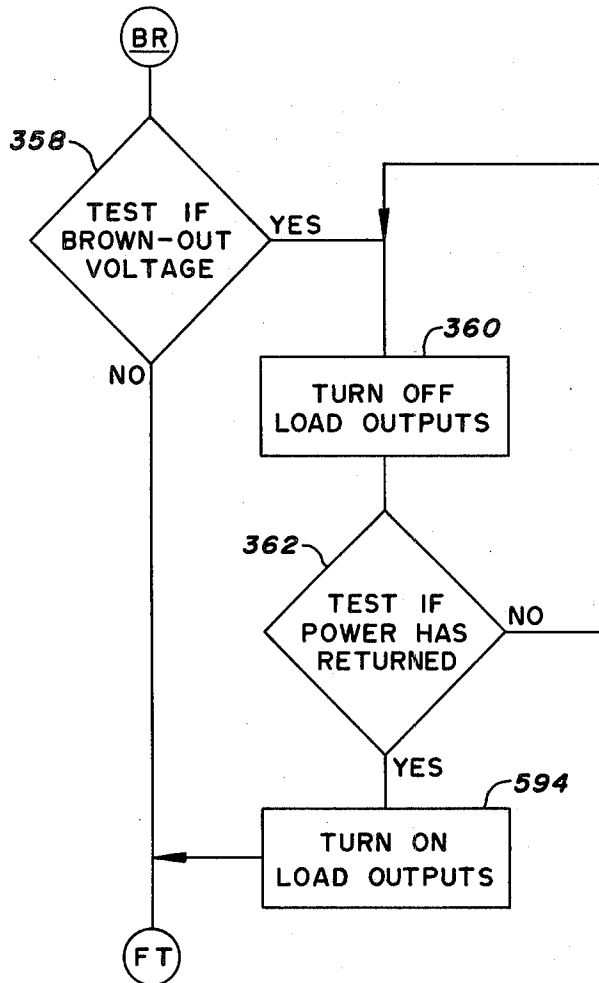 BR
358
TEST IF
BROWN-OUT
VOLTAGE
YES
NO
360
TURN OFF
LOAD OUTPUTS
362
TEST IF
POWER HAS
RETURNED
NO
YES
594
TURN ON
LOAD OUTPUTS
FT